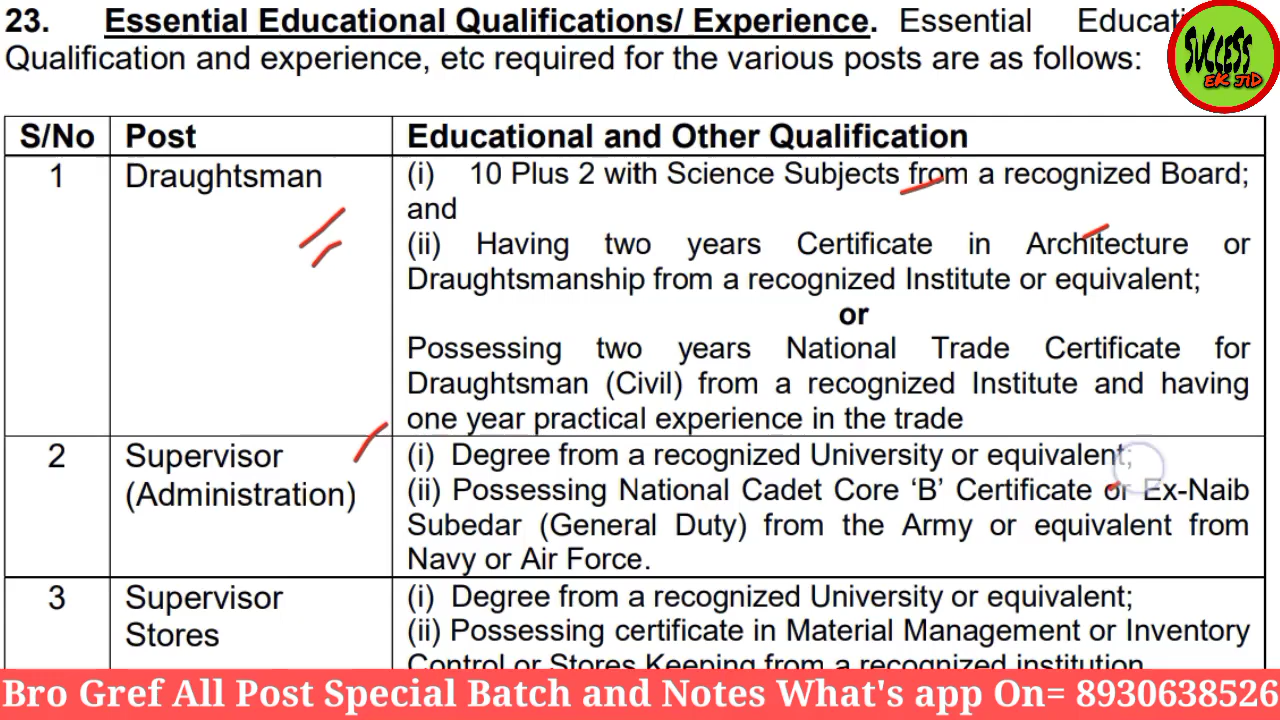 23. Essential Educational Qualifications/ Experience. Essential
Qualification and experience, etc required for the various posts are as follows:
SUCCESS
EK JID
S/No Post Educational and Other Qualification
1 Draughtsman (i) 10 Plus 2 with Science Subjects from a recognized Board;
and
(ii) Having two years Certificate in Architecture or
Draughtsmanship from a recognized Institute or equivalent;
or
Possessing two years National Trade Certificate for
Draughtsman (Civil) from a recognized Institute and having
one year practical experience in the trade
2 Supervisor (i) Degree from a recognized University or equivalent;
(Administration) (ii) Possessing National Cadet Core ‘B’ Certificate or Ex-Naib
Subedar (General Duty) from the Army or equivalent from
Navy or Air Force.
3 Supervisor (i) Degree from a recognized University or equivalent;
Stores (ii) Possessing certificate in Material Management or Inventory
Control or Stores Keeping from a recognized institution
Bro Gref All Post Special Batch and Notes What's app On= 8930638526